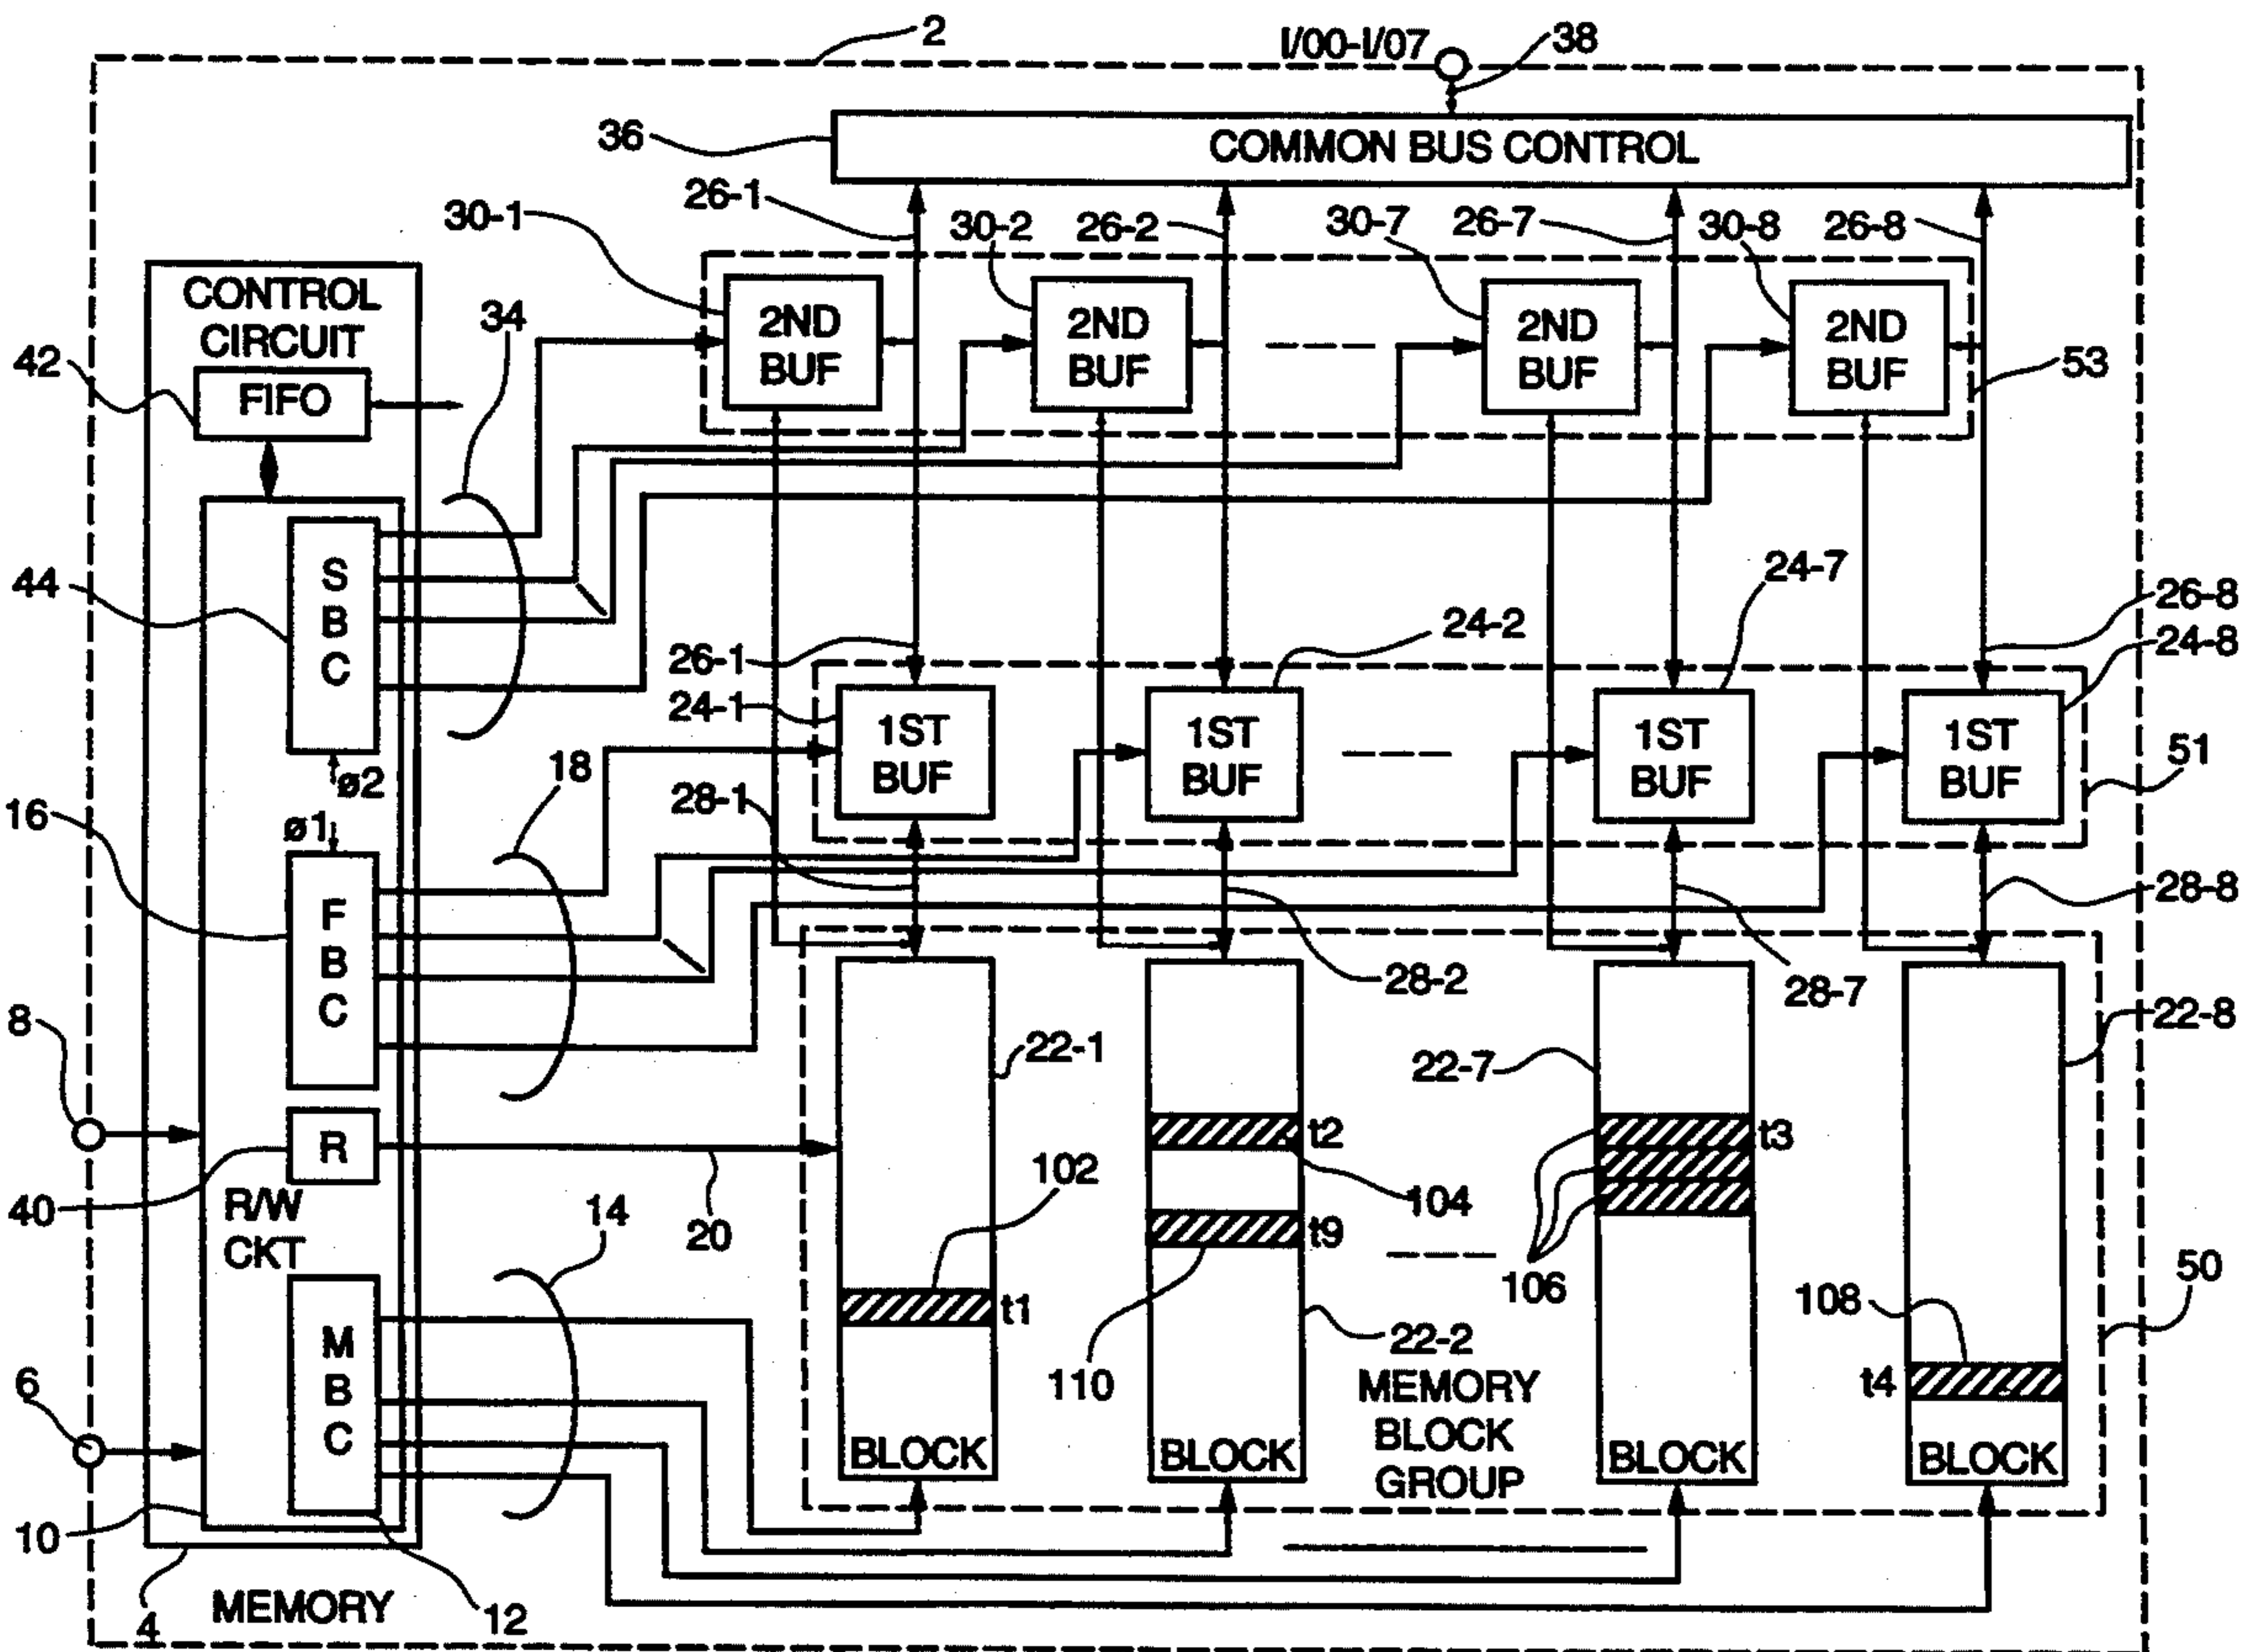 2
I/00-I/07
38
36
COMMON BUS CONTROL
26-1
30-1
30-2
26-2
30-7
26-7
30-8
26-8
CONTROL
CIRCUIT
34
2ND
BUF
2ND
BUF
2ND
BUF
2ND
BUF
53
42
FIFO
44
S
B
C
ø2
24-7
24-2
26-8
24-8
26-1
24-1
1ST
BUF
1ST
BUF
1ST
BUF
1ST
BUF
51
18
28-1
16
ø1
F
B
C
28-8
28-2
28-7
8
22-1
22-7
22-8
40
R
R/W
CKT
20
14
102
t1
t2
104
t9
110
22-2
t3
106
108
t4
50
6
M
B
C
BLOCK
BLOCK
MEMORY
BLOCK
GROUP
BLOCK
BLOCK
10
4
MEMORY
12